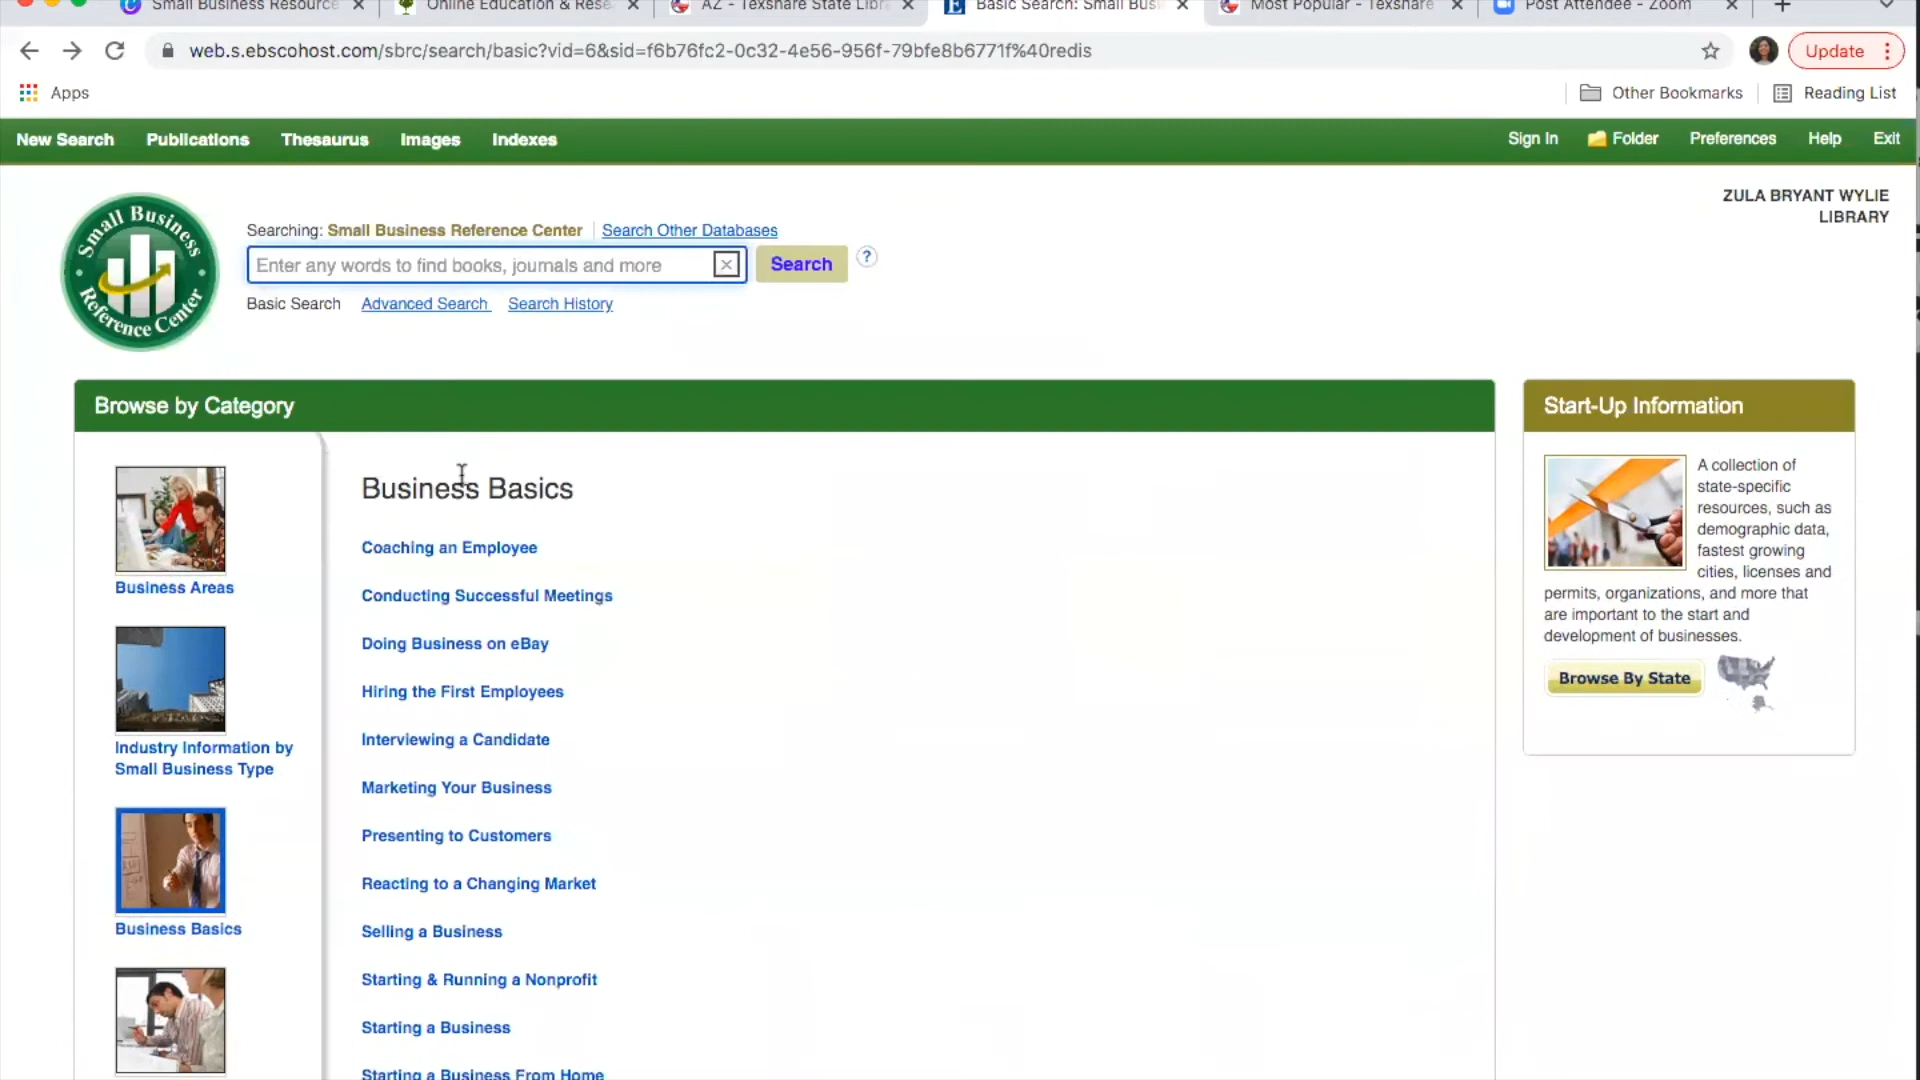 Small Business Resource
Online Education & Rese
AZ - Texshare State Libra
Basic Search: Small Busi
Most Popular - Texshare
Post Attendee - Zoom
web.s.ebscohost.com/sbrc/search/basic?vid=6&sid=f6b76fc2-0c32-4e56-956f-79bfe8b6771f%40redis
Update
Apps
Other Bookmarks
Reading List
New Search Publications Thesaurus Images Indexes
Sign In Folder Preferences Help Exit
ZULA BRYANT WYLIE
LIBRARY
Small Business
Reference Center
Searching: Small Business Reference Center Search Other Databases
Enter any words to find books, journals and more
Search
?
Basic Search Advanced Search Search History
Browse by Category
Business Areas
Industry Information by
Small Business Type
Business Basics
Business Basics
Coaching an Employee
Conducting Successful Meetings
Doing Business on eBay
Hiring the First Employees
Interviewing a Candidate
Marketing Your Business
Presenting to Customers
Reacting to a Changing Market
Selling a Business
Starting & Running a Nonprofit
Starting a Business
Starting a Business From Home
Start-Up Information
A collection of
state-specific
resources, such as
demographic data,
fastest growing
cities, licenses and
permits, organizations, and more that
are important to the start and
development of businesses.
Browse By State